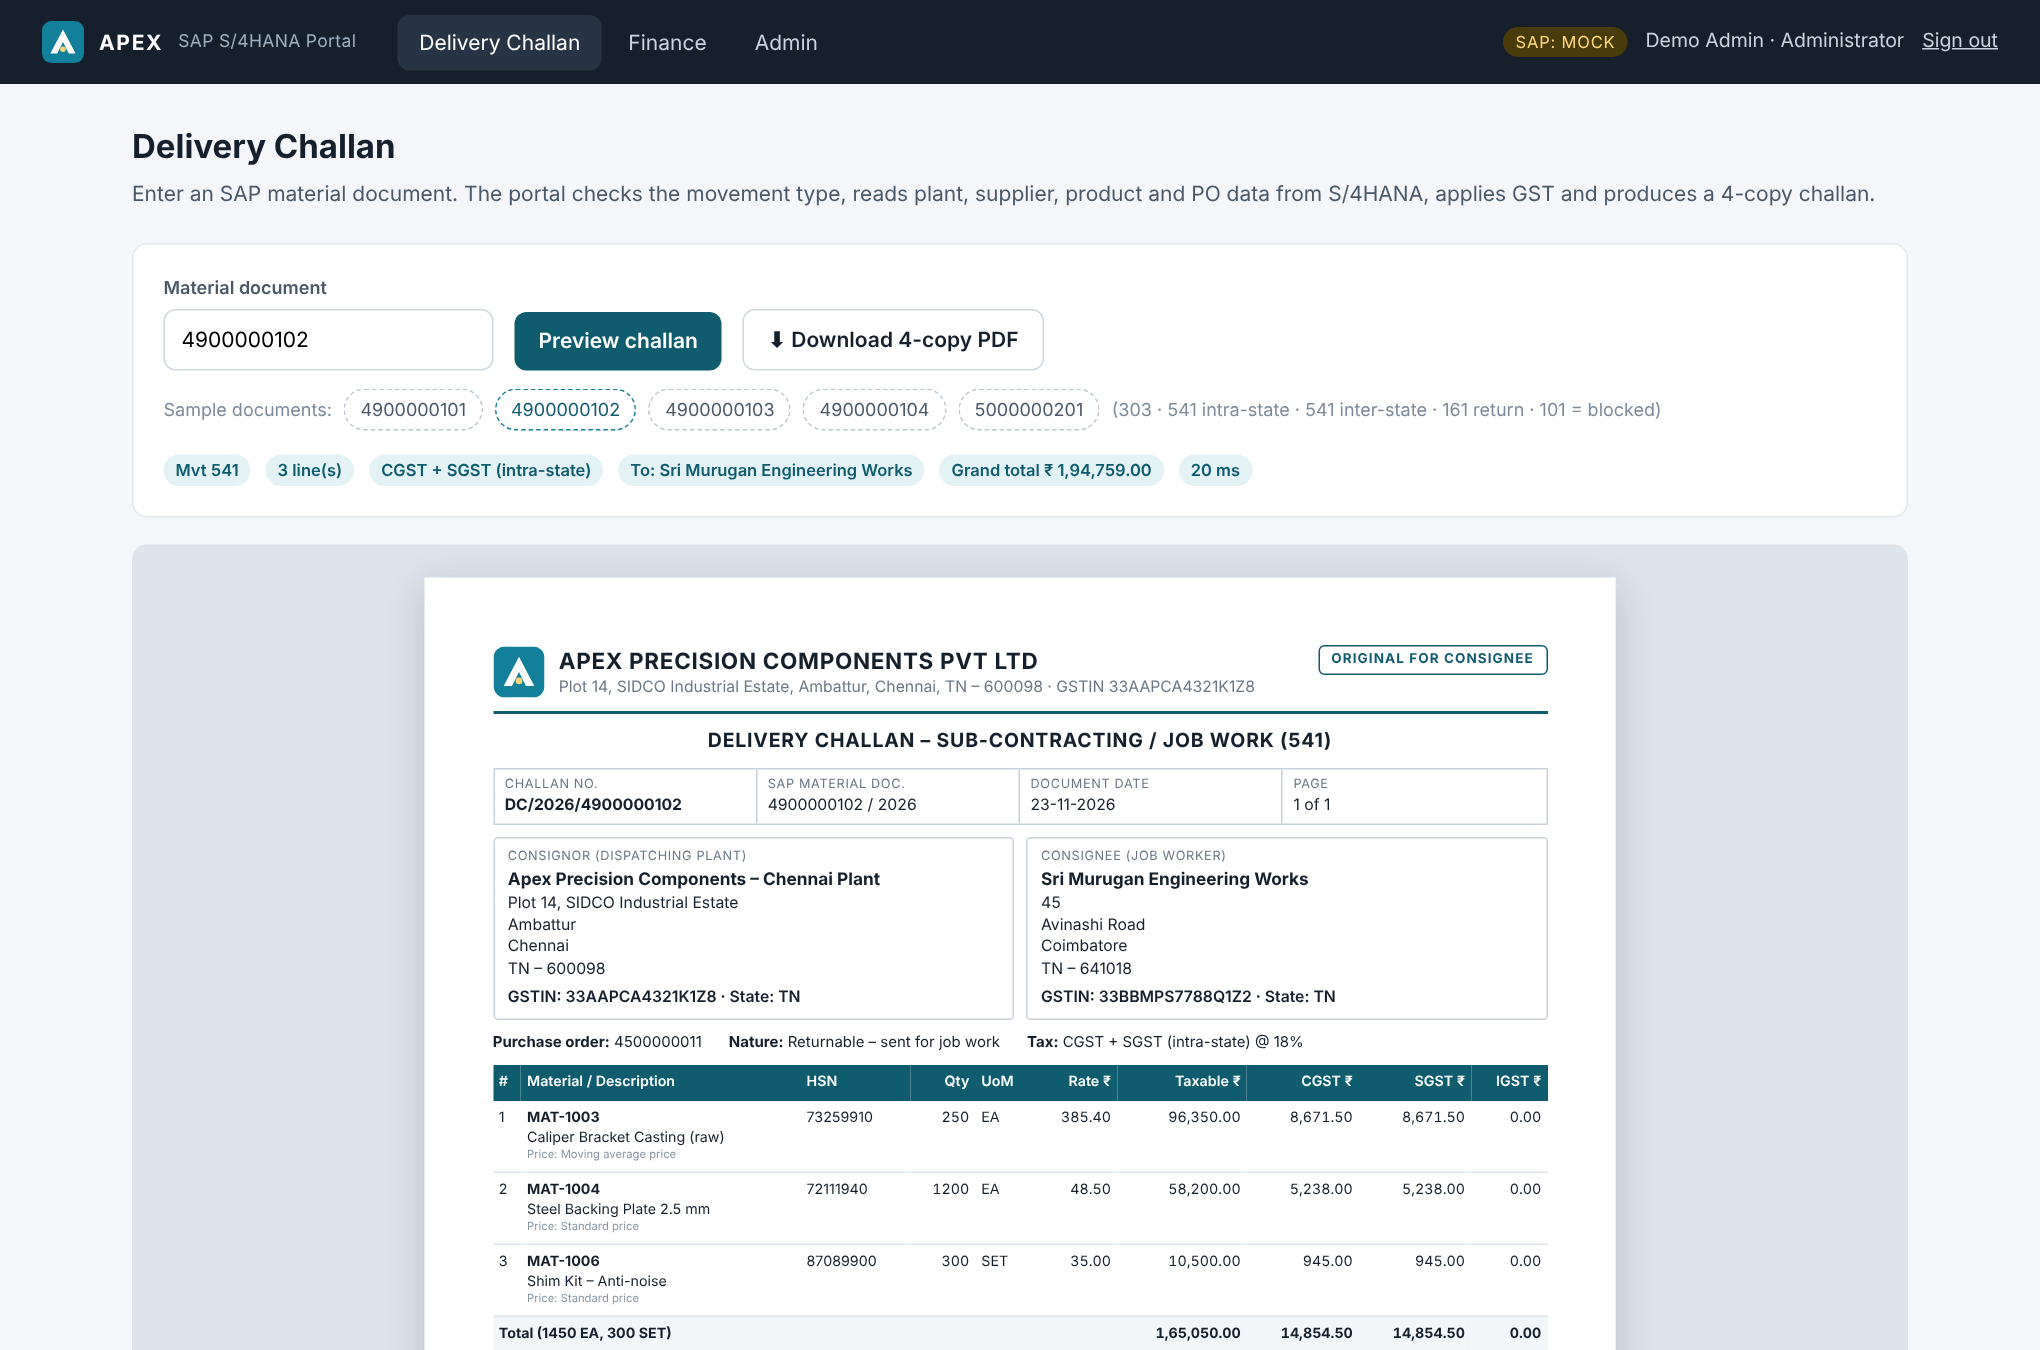 APEX SAP S/4HANA Portal Delivery Challan Finance Admin SAP: MOCK Demo Admin · Administrator Sign out
Delivery Challan
Enter an SAP material document. The portal checks the movement type, reads plant, supplier, product and PO data from S/4HANA, applies GST and produces a 4-copy challan.
Material document
4900000102 Preview challan ⬇ Download 4-copy PDF
Sample documents: 4900000101 4900000102 4900000103 4900000104 5000000201 (303 · 541 intra-state · 541 inter-state · 161 return · 101 = blocked)
Mvt 541 3 line(s) CGST + SGST (intra-state) To: Sri Murugan Engineering Works Grand total ₹ 1,94,759.00 20 ms
APEX PRECISION COMPONENTS PVT LTD
ORIGINAL FOR CONSIGNEE
Plot 14, SIDCO Industrial Estate, Ambattur, Chennai, TN – 600098 · GSTIN 33AAPCA4321K1Z8
DELIVERY CHALLAN – SUB-CONTRACTING / JOB WORK (541)
CHALLAN NO. SAP MATERIAL DOC. DOCUMENT DATE PAGE
DC/2026/4900000102 4900000102 / 2026 23-11-2026 1 of 1
CONSIGNOR (DISPATCHING PLANT)
Apex Precision Components – Chennai Plant
Plot 14, SIDCO Industrial Estate
Ambattur
Chennai
TN – 600098
GSTIN: 33AAPCA4321K1Z8 · State: TN
CONSIGNEE (JOB WORKER)
Sri Murugan Engineering Works
45
Avinashi Road
Coimbatore
TN – 641018
GSTIN: 33BBMPS7788Q1Z2 · State: TN
Purchase order: 4500000011 Nature: Returnable – sent for job work Tax: CGST + SGST (intra-state) @ 18%
# Material / Description HSN Qty UoM Rate ₹ Taxable ₹ CGST ₹ SGST ₹ IGST ₹
1 MAT-1003 73259910 250 EA 385.40 96,350.00 8,671.50 8,671.50 0.00
Caliper Bracket Casting (raw)
Price: Moving average price
2 MAT-1004 72111940 1200 EA 48.50 58,200.00 5,238.00 5,238.00 0.00
Steel Backing Plate 2.5 mm
Price: Standard price
3 MAT-1006 87089900 300 SET 35.00 10,500.00 945.00 945.00 0.00
Shim Kit – Anti-noise
Price: Standard price
Total (1450 EA, 300 SET) 1,65,050.00 14,854.50 14,854.50 0.00